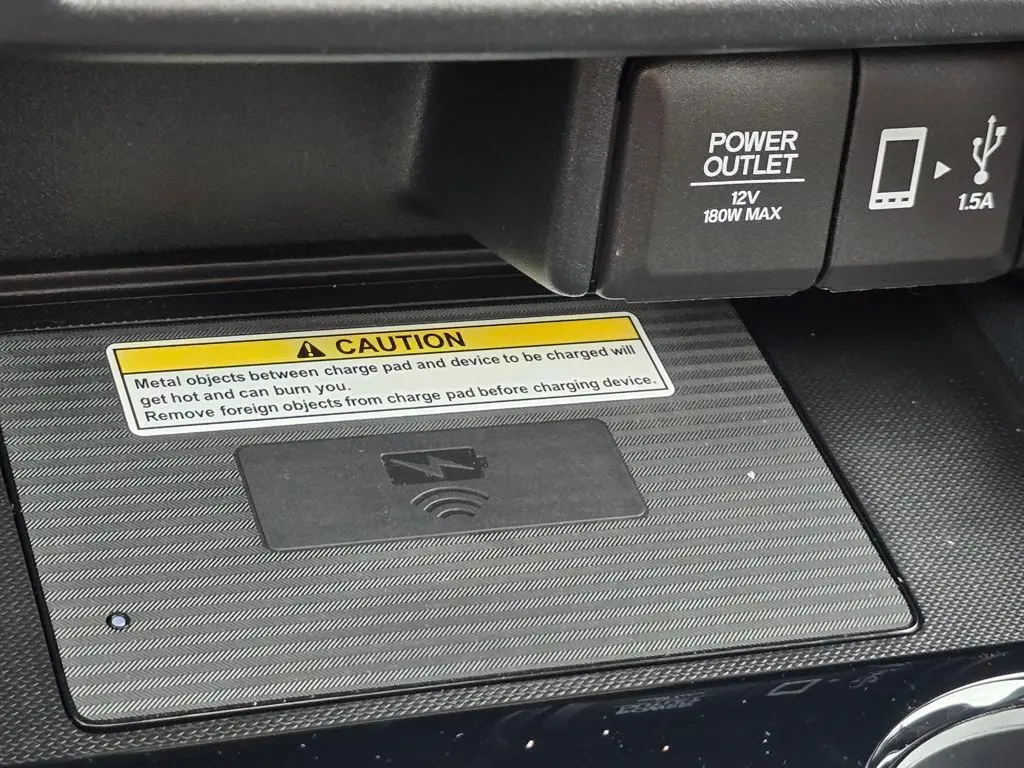 POWER
OUTLET
12V
180W MAX
1.5A
CAUTION
Metal objects between charge pad and device to be charged will
get hot and can burn you.
Remove foreign objects from charge pad before charging device.